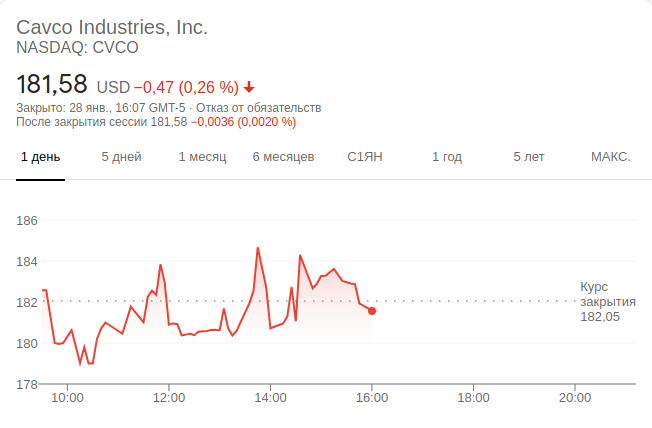 Cavco Industries, Inc.
NASDAQ: CVCO
181,58 USD −0,47 (0,26 %)
Закрыто: 28 янв., 16:07 GMT-5 · Отказ от обязательств
После закрытия сессии 181,58 −0,0036 (0,0020 %)
1 день 5 дней 1 месяц 6 месяцев С1ЯН 1 год 5 лет МАКС.
186
184
182
180
178
Курс
закрытия
182,05
10:00 12:00 14:00 16:00 18:00 20:00